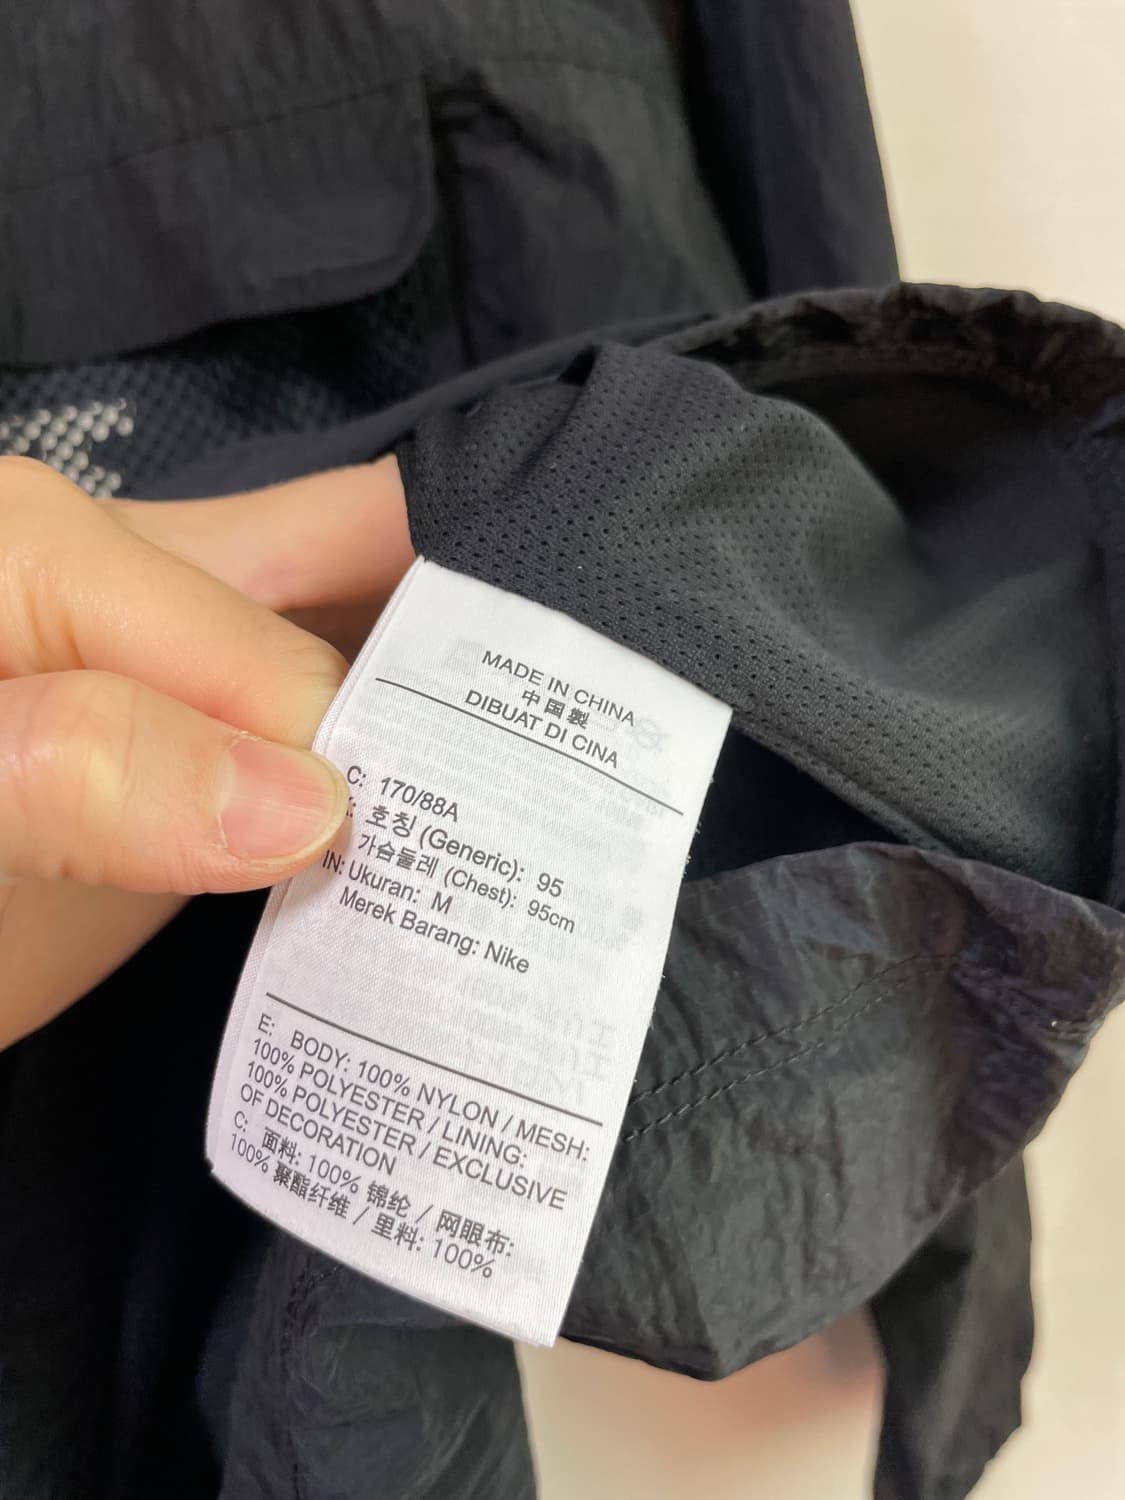 MADE IN CHINA
中国製
DIBUAT DI CINA
C: 170/88A
호칭 (Generic): 95
가슴둘레 (Chest): 95cm
IN: Ukuran: M
Merek Barang: Nike
E: BODY: 100% NYLON / MESH:
100% POLYESTER / LINING:
100% POLYESTER / EXCLUSIVE
OF DECORATION
C: 面料: 100% 锦纶 / 网眼布:
100% 聚酯纤维 / 里料: 100%